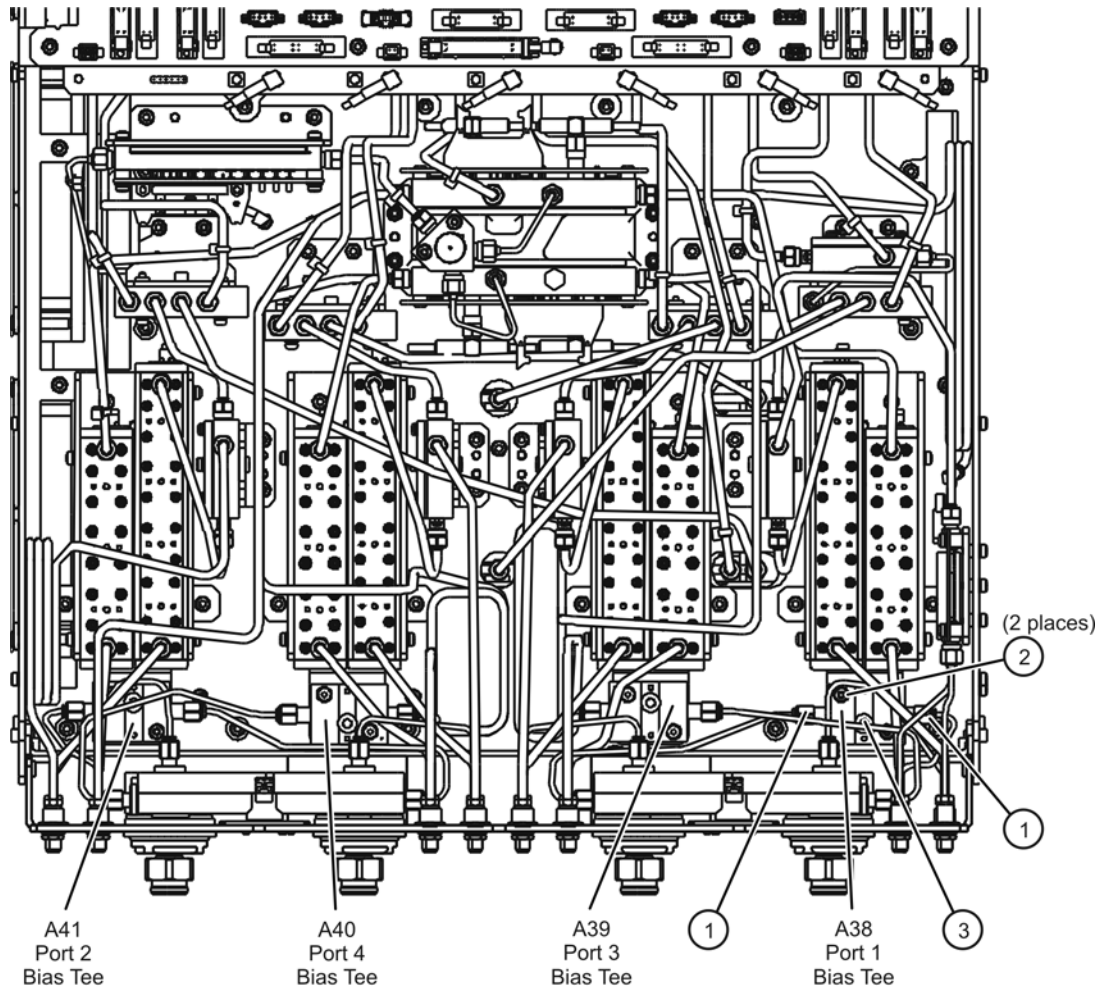 (2 places)
2
1
A41
Port 2
Bias Tee
A40
Port 4
Bias Tee
A39
Port 3
Bias Tee
1
A38
Port 1
Bias Tee
3